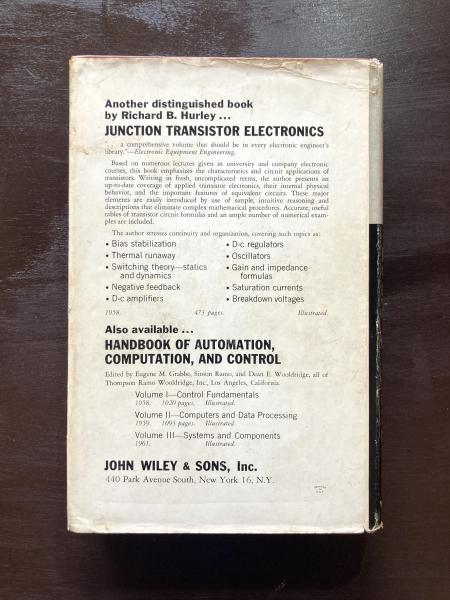 Another distinguished book
by Richard B. Hurley ...
JUNCTION TRANSISTOR ELECTRONICS
". . . a comprehensive volume that should be in every electronic engineer's
library."—Electronic Equipment Engineering.
Based on numerous lectures given in university and company electronic
courses, this book emphasizes the characteristics and circuit applications of
transistors. Writing in fresh, uncomplicated terms, the author presents an
up-to-date coverage of applied transistor electronics, their internal physical
behavior, and the important features of equivalent circuits. These major
elements are easily introduced by use of simple, intuitive reasoning and
descriptions that eliminate complex mathematical procedures. Accurate, useful
tables of transistor circuit formulas and an ample number of numerical exam-
ples are included.
The author stresses continuity and organization, covering such topics as:
• Bias stabilization
• Thermal runaway
• Switching theory—statics
and dynamics
• Negative feedback
• D-c amplifiers
• D-c regulators
• Oscillators
• Gain and impedance
formulas
• Saturation currents
• Breakdown voltages
1958. 473 pages. Illustrated.
Also available ...
HANDBOOK OF AUTOMATION,
COMPUTATION, AND CONTROL
Edited by Eugene M. Grabbe, Simon Ramo, and Dean E. Wooldridge, all of
Thompson Ramo Wooldridge, Inc., Los Angeles, California.
Volume I—Control Fundamentals
1958. 1020 pages. Illustrated.
Volume II—Computers and Data Processing
1959. 1093 pages. Illustrated.
Volume III—Systems and Components
1961. Illustrated.
JOHN WILEY & SONS, Inc.
440 Park Avenue South, New York 16, N.Y.